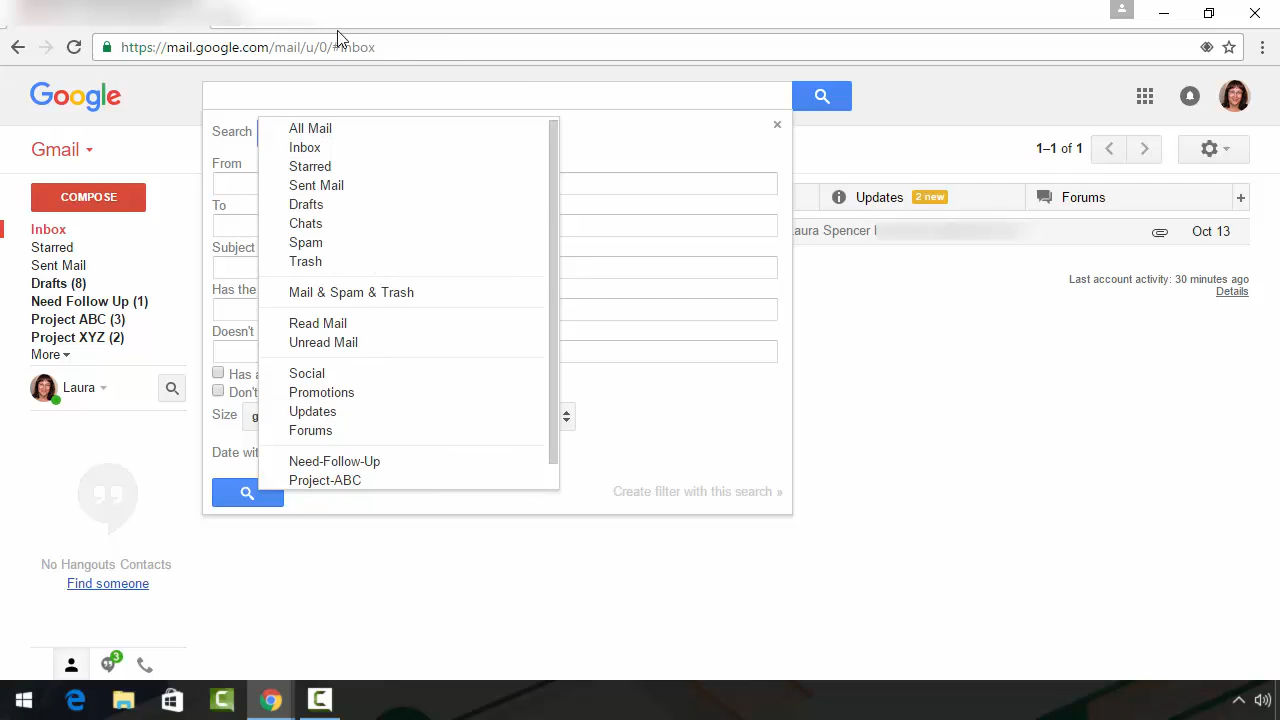 https://mail.google.com/mail/u/0/#inbox
Google
Gmail
COMPOSE
Inbox
Starred
Sent Mail
Drafts (8)
Need Follow Up (1)
Project ABC (3)
Project XYZ (2)
More
Laura
No Hangouts Contacts
Find someone
3
Search
From
To
Subject
Has the
Doesn't
Has a
Don't
Size g
Date wit
All Mail
Inbox
Starred
Sent Mail
Drafts
Chats
Spam
Trash
Mail & Spam & Trash
Read Mail
Unread Mail
Social
Promotions
Updates
Forums
Need-Follow-Up
Project-ABC
Create filter with this search »
1–1 of 1
Updates 2 new
Forums
+
Laura Spencer
Oct 13
Last account activity: 30 minutes ago
Details